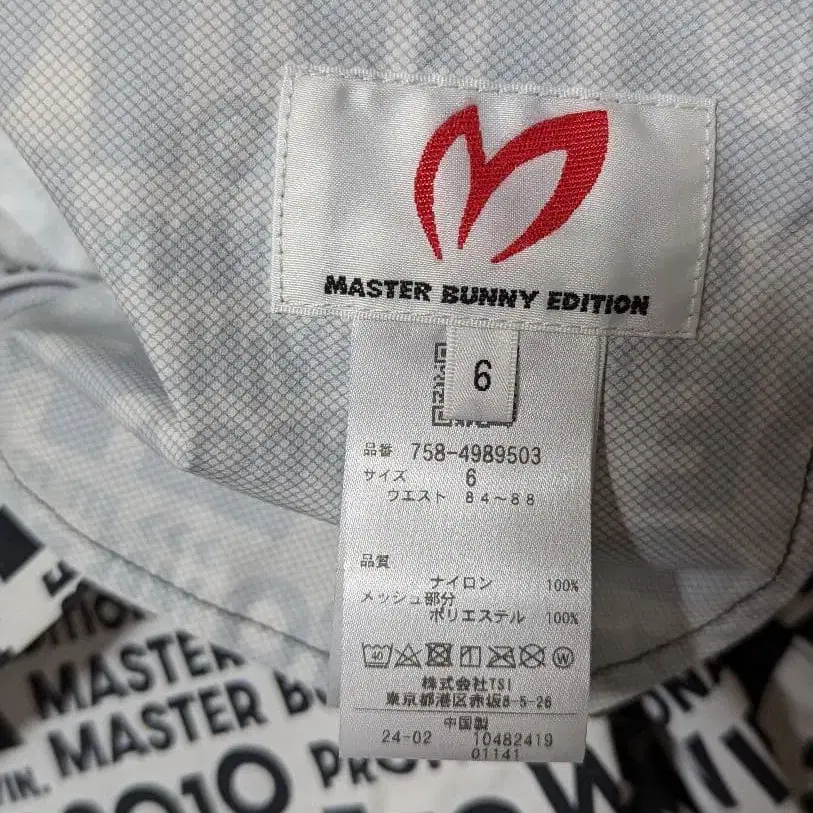 MASTER BUNNY EDITION
6
品番 758-4989503
サイズ 6
ウエスト 84~88
品質
ナイロン 100%
メッシュ部分
ポリエステル 100%
40
W
株式会社TSI
東京都港区赤坂8-5-26
中国製
24-02 10482419
01141
MASTER
MASTER
2010